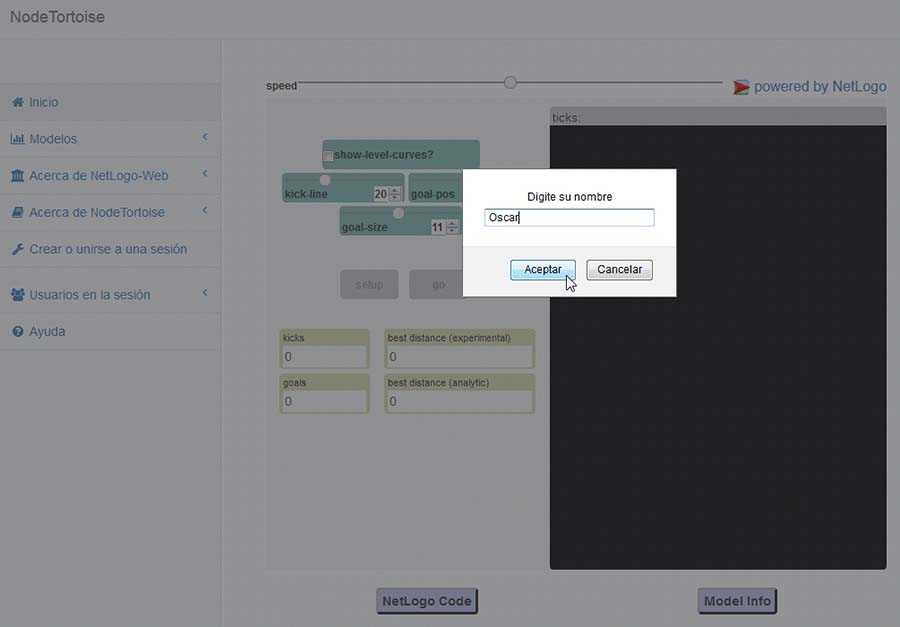 NodeTortoise
Inicio
Modelos
Acerca de NetLogo-Web
Acerca de NodeTortoise
Crear o unirse a una sesión
Usuarios en la sesión
Ayuda
speed
powered by NetLogo
ticks:
show-level-curves?
kick-line 20
goal-pos
goal-size 11
setup
go
Digite su nombre
Oscar
Aceptar Cancelar
kicks
0
best distance (experimental)
0
goals
0
best distance (analytic)
0
NetLogo Code
Model Info